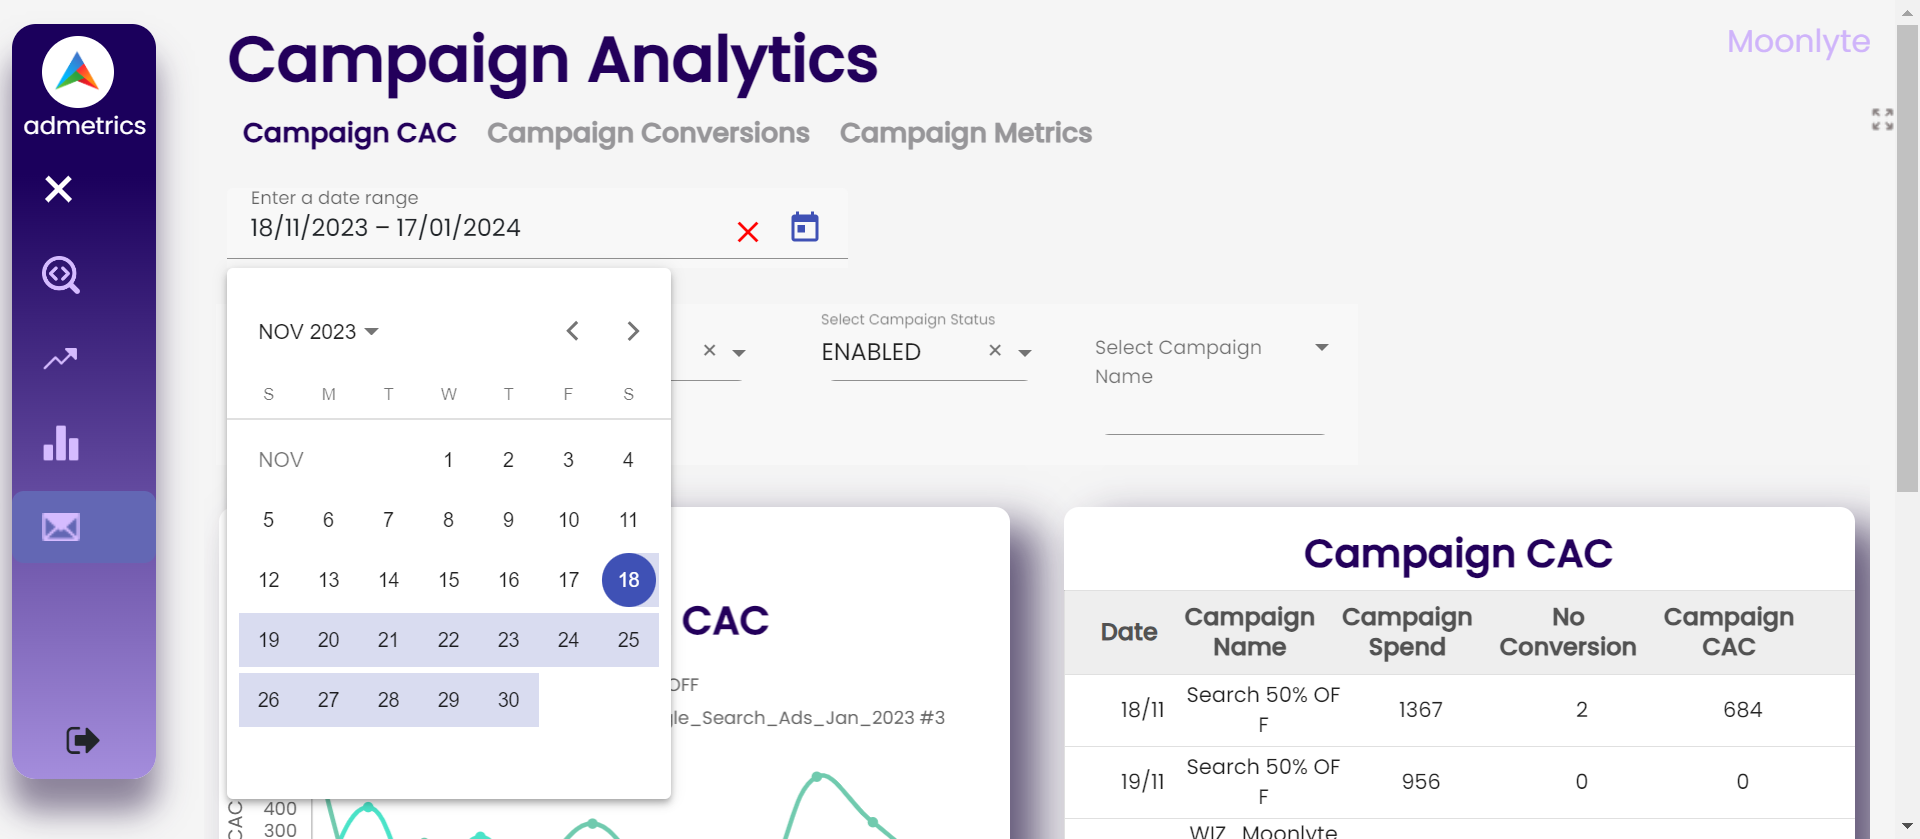 Campaign Analytics
Moonlyte
admetrics
Campaign CAC Campaign Conversions Campaign Metrics
Enter a date range
18/11/2023 – 17/01/2024
NOV 2023
S M T W T F S
NOV 1 2 3 4
5 6 7 8 9 10 11
12 13 14 15 16 17 18
19 20 21 22 23 24 25
26 27 28 29 30
Select Campaign Status
ENABLED
Select Campaign
Name
CAC
OFF
gle_Search_Ads_Jan_2023 #3
CAC
400
300
Campaign CAC
Date Campaign Name Campaign Spend No Conversion Campaign CAC
18/11 Search 50% OF F 1367 2 684
19/11 Search 50% OF F 956 0 0
WIZ_Moonlyte